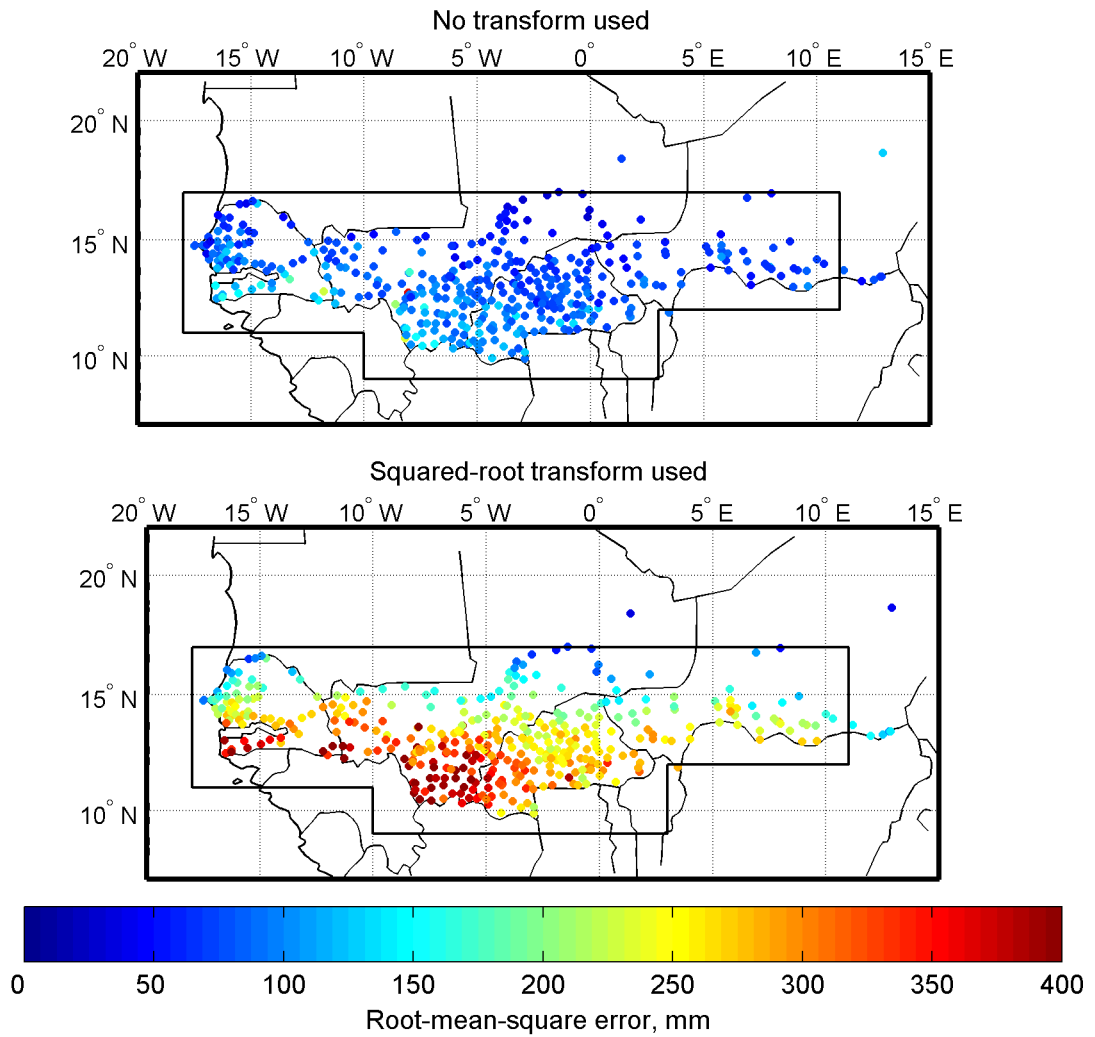 No transform used
20° W 15° W 10° W 5° W 0° 5° E 10° E 15° E
20° N
15° N
10° N
Squared-root transform used
20° W 15° W 10° W 5° W 0° 5° E 10° E 15° E
20° N
15° N
10° N
0 50 100 150 200 250 300 350 400
Root-mean-square error, mm